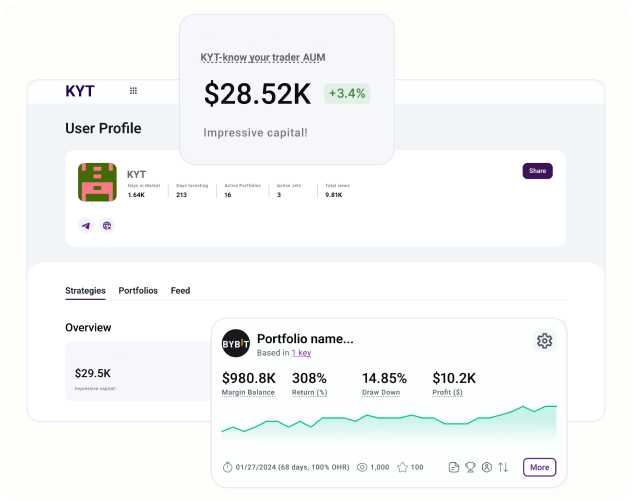 KYT-know your trader AUM
$28.52K +3.4%
Impressive capital!
KYT
User Profile
KYT
Share
Days in Market Days Investing Active Portfolios Active Jets Total views
1.64K 213 16 3 9.81K
Strategies Portfolios Feed
Overview
$29.5K
Impressive capital!
BYBIT
Portfolio name...
Based in 1 key
$980.8K 308% 14.85% $10.2K
Margin Balance Return (%) Draw Down Profit ($)
01/27/2024 (68 days, 100% OHR) 1,000 100 More